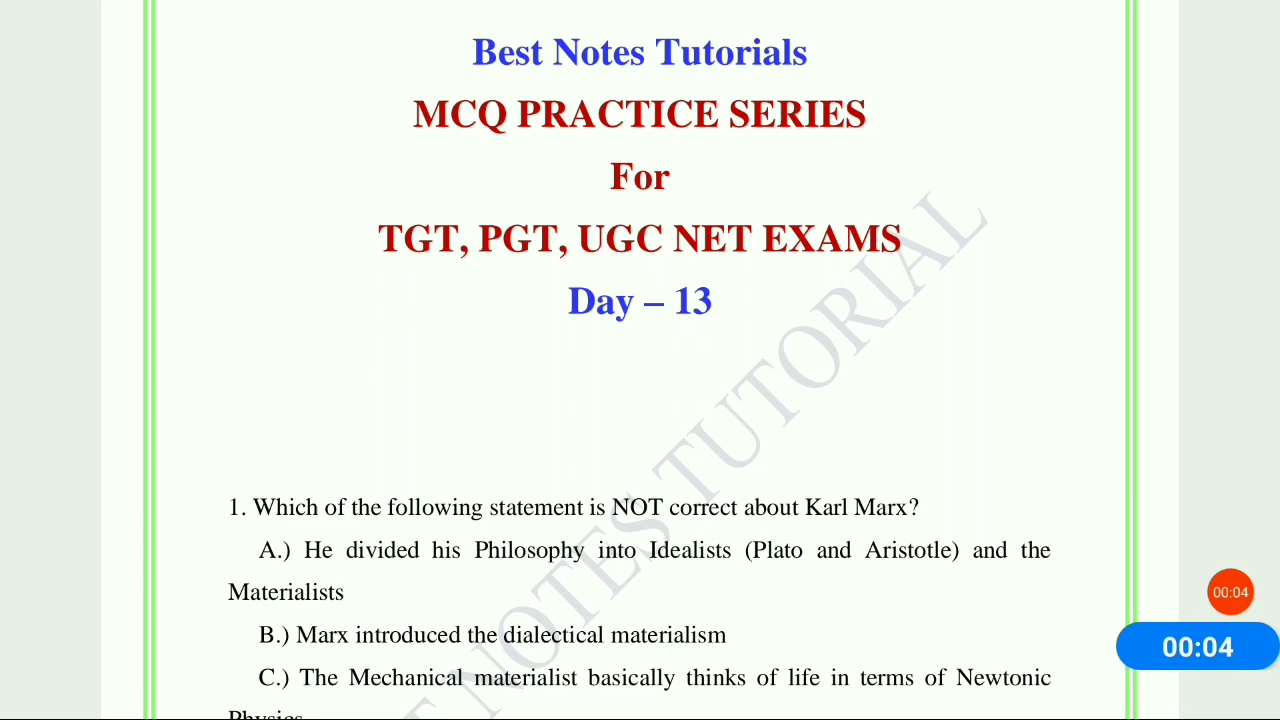 Best Notes Tutorials
MCQ PRACTICE SERIES
For
TGT, PGT, UGC NET EXAMS
Day – 13
NOTES TUTORIAL
1. Which of the following statement is NOT correct about Karl Marx?
A.) He divided his Philosophy into Idealists (Plato and Aristotle) and the
Materialists
B.) Marx introduced the dialectical materialism
C.) The Mechanical materialist basically thinks of life in terms of Newtonic
Physics
00:04
00:04